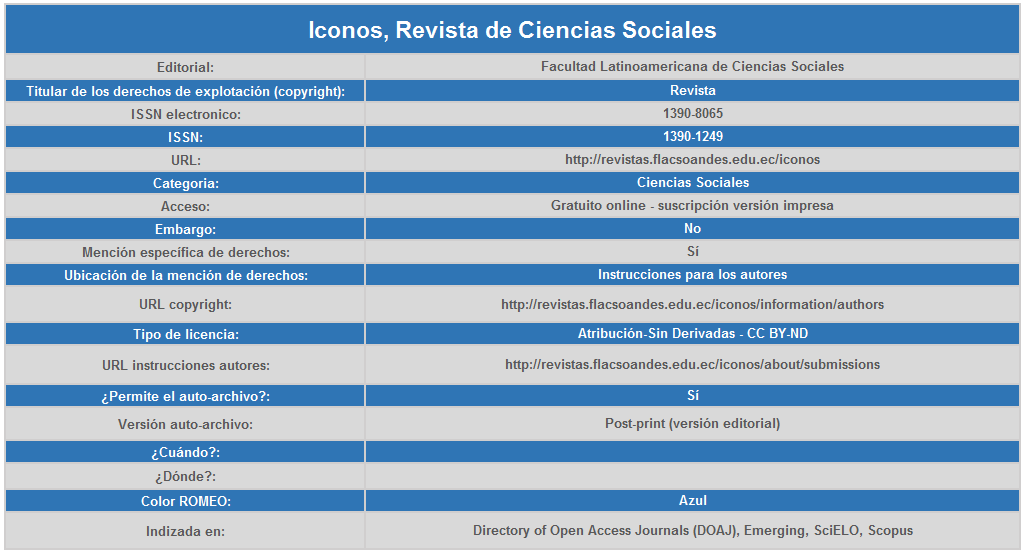 Iconos, Revista de Ciencias Sociales
Editorial: Facultad Latinoamericana de Ciencias Sociales
Titular de los derechos de explotación (copyright): Revista
ISSN electronico: 1390-8065
ISSN: 1390-1249
URL: http://revistas.flacsoandes.edu.ec/iconos
Categoria: Ciencias Sociales
Acceso: Gratuito online - suscripción versión impresa
Embargo: No
Mención específica de derechos: Sí
Ubicación de la mención de derechos: Instrucciones para los autores
URL copyright: http://revistas.flacsoandes.edu.ec/iconos/information/authors
Tipo de licencia: Atribución-Sin Derivadas - CC BY-ND
URL instrucciones autores: http://revistas.flacsoandes.edu.ec/iconos/about/submissions
¿Permite el auto-archivo?: Sí
Versión auto-archivo: Post-print (versión editorial)
¿Cuándo?:
¿Dónde?:
Color ROMEO: Azul
Indizada en: Directory of Open Access Journals (DOAJ), Emerging, SciELO, Scopus